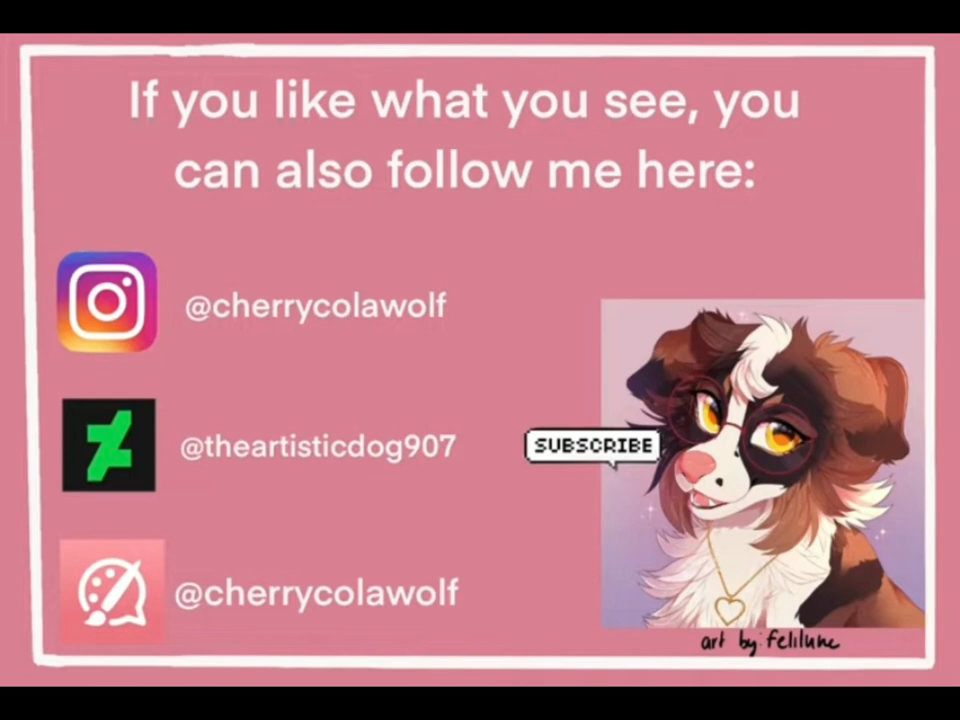 If you like what you see, you
can also follow me here:
@cherrycolawolf
@theartisticdog907
SUBSCRIBE
@cherrycolawolf
art by: felilune